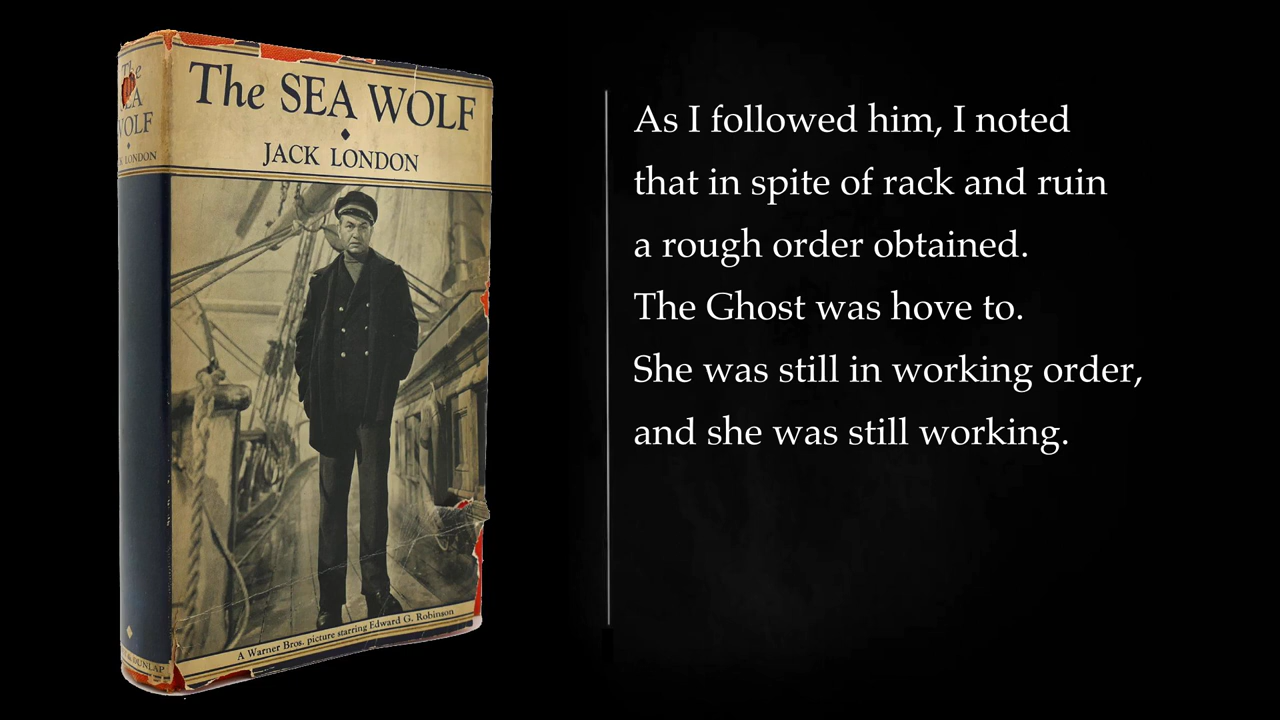 The SEA WOLF
JACK LONDON
The
SEA
WOLF
LONDON
A Warner Bros. picture starring Edward G. Robinson
DUNLAP
As I followed him, I noted
that in spite of rack and ruin
a rough order obtained.
The Ghost was hove to.
She was still in working order,
and she was still working.